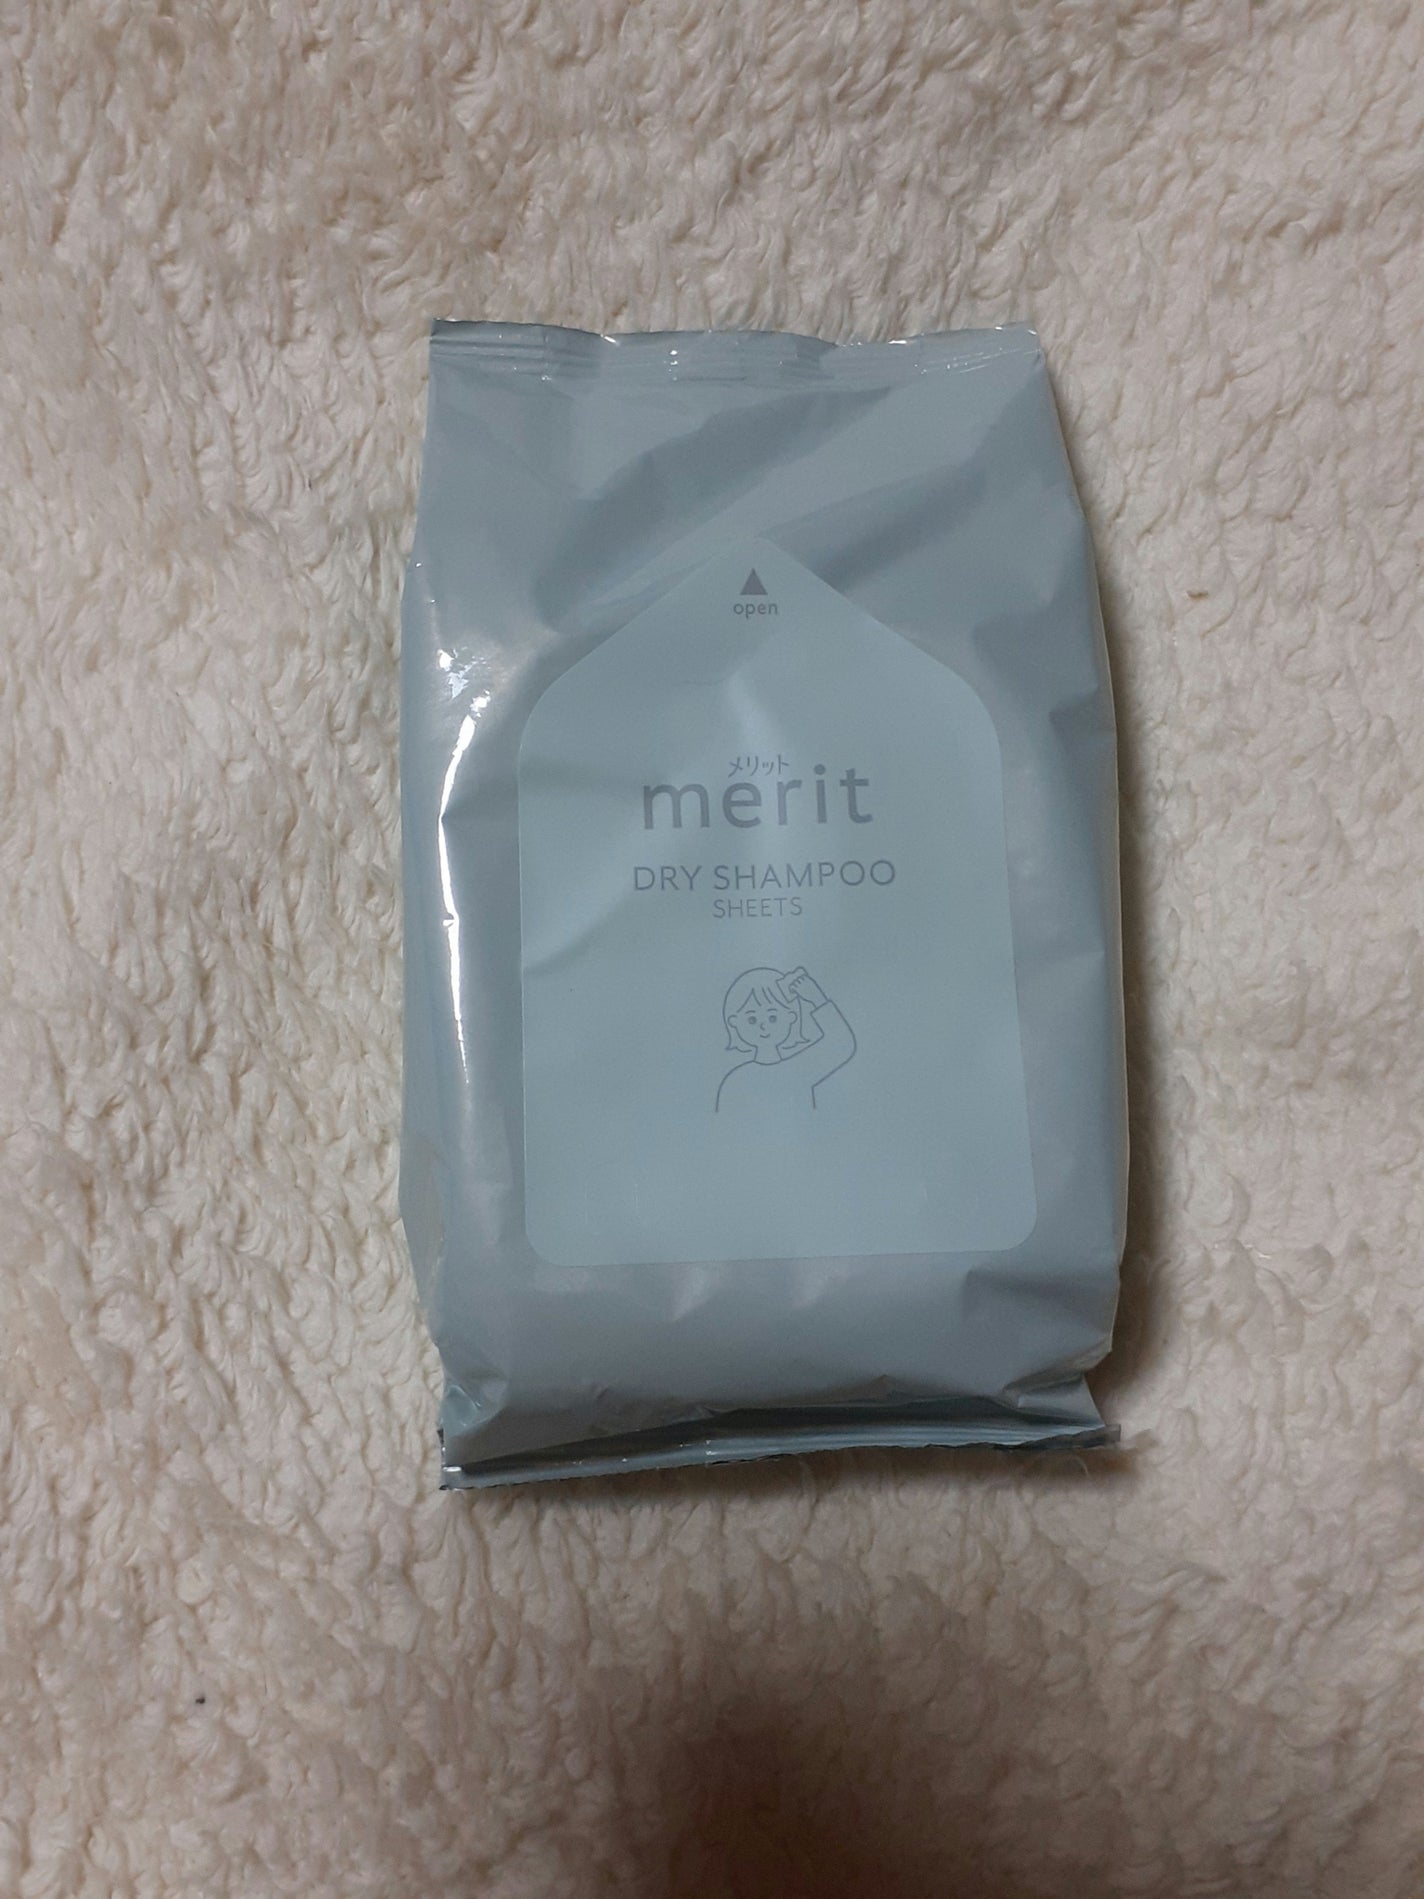 open
メリット
merit
DRY SHAMPOO
SHEETS